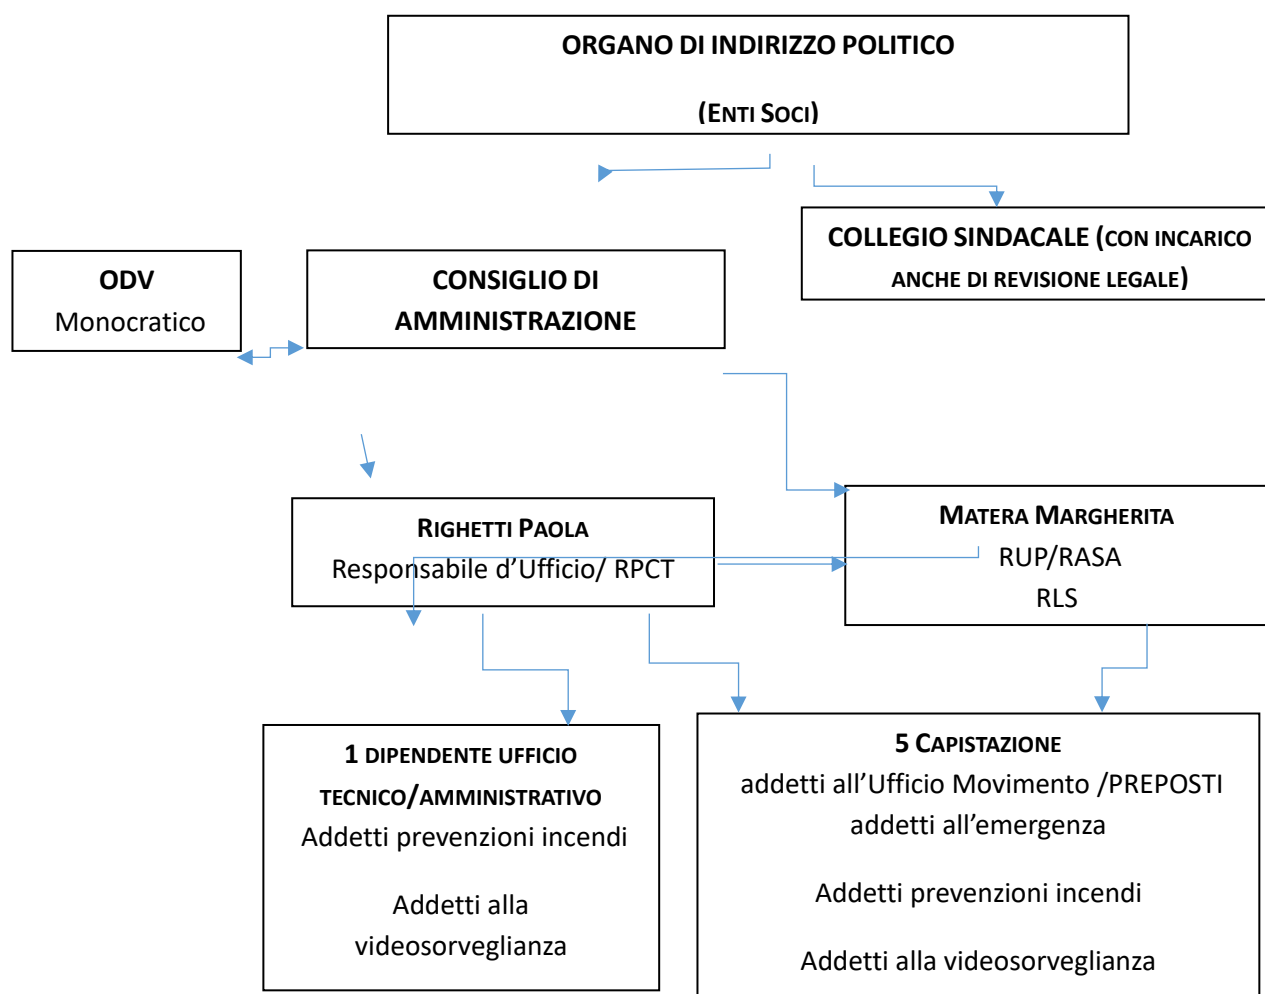 ORGANO DI INDIRIZZO POLITICO
(ENTI SOCI)
COLLEGIO SINDACALE (CON INCARICO
ANCHE DI REVISIONE LEGALE)
ODV
Monocratico
CONSIGLIO DI
AMMINISTRAZIONE
RIGHETTI PAOLA
Responsabile d’Ufficio/ RPCT
MATERA MARGHERITA
RUP/RASA
RLS
1 DIPENDENTE UFFICIO
TECNICO/AMMINISTRATIVO
Addetti prevenzioni incendi
Addetti alla
videosorveglianza
5 CAPISTAZIONE
addetti all’Ufficio Movimento /PREPOSTI
addetti all’emergenza
Addetti prevenzioni incendi
Addetti alla videosorveglianza